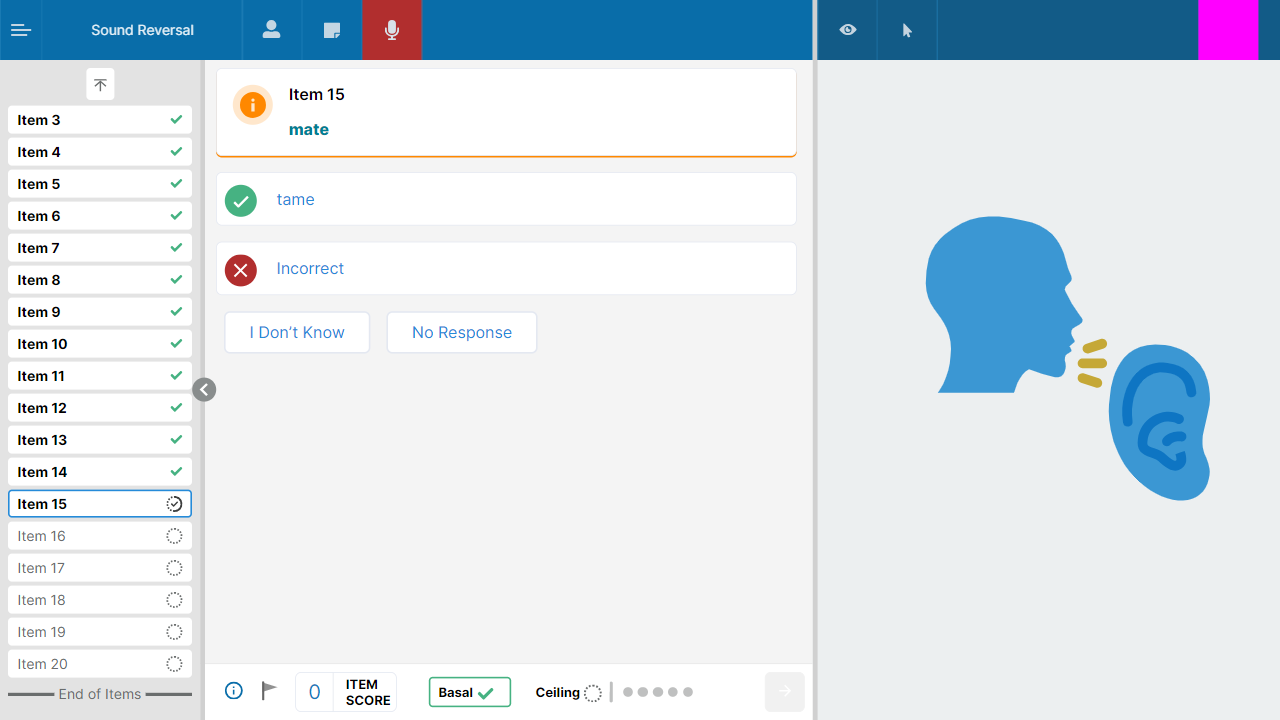 Sound Reversal
Item 3
Item 4
Item 5
Item 6
Item 7
Item 8
Item 9
Item 10
Item 11
Item 12
Item 13
Item 14
Item 15
Item 16
Item 17
Item 18
Item 19
Item 20
End of Items
Item 15
mate
tame
Incorrect
I Don’t Know
No Response
0
ITEM
SCORE
Basal
Ceiling